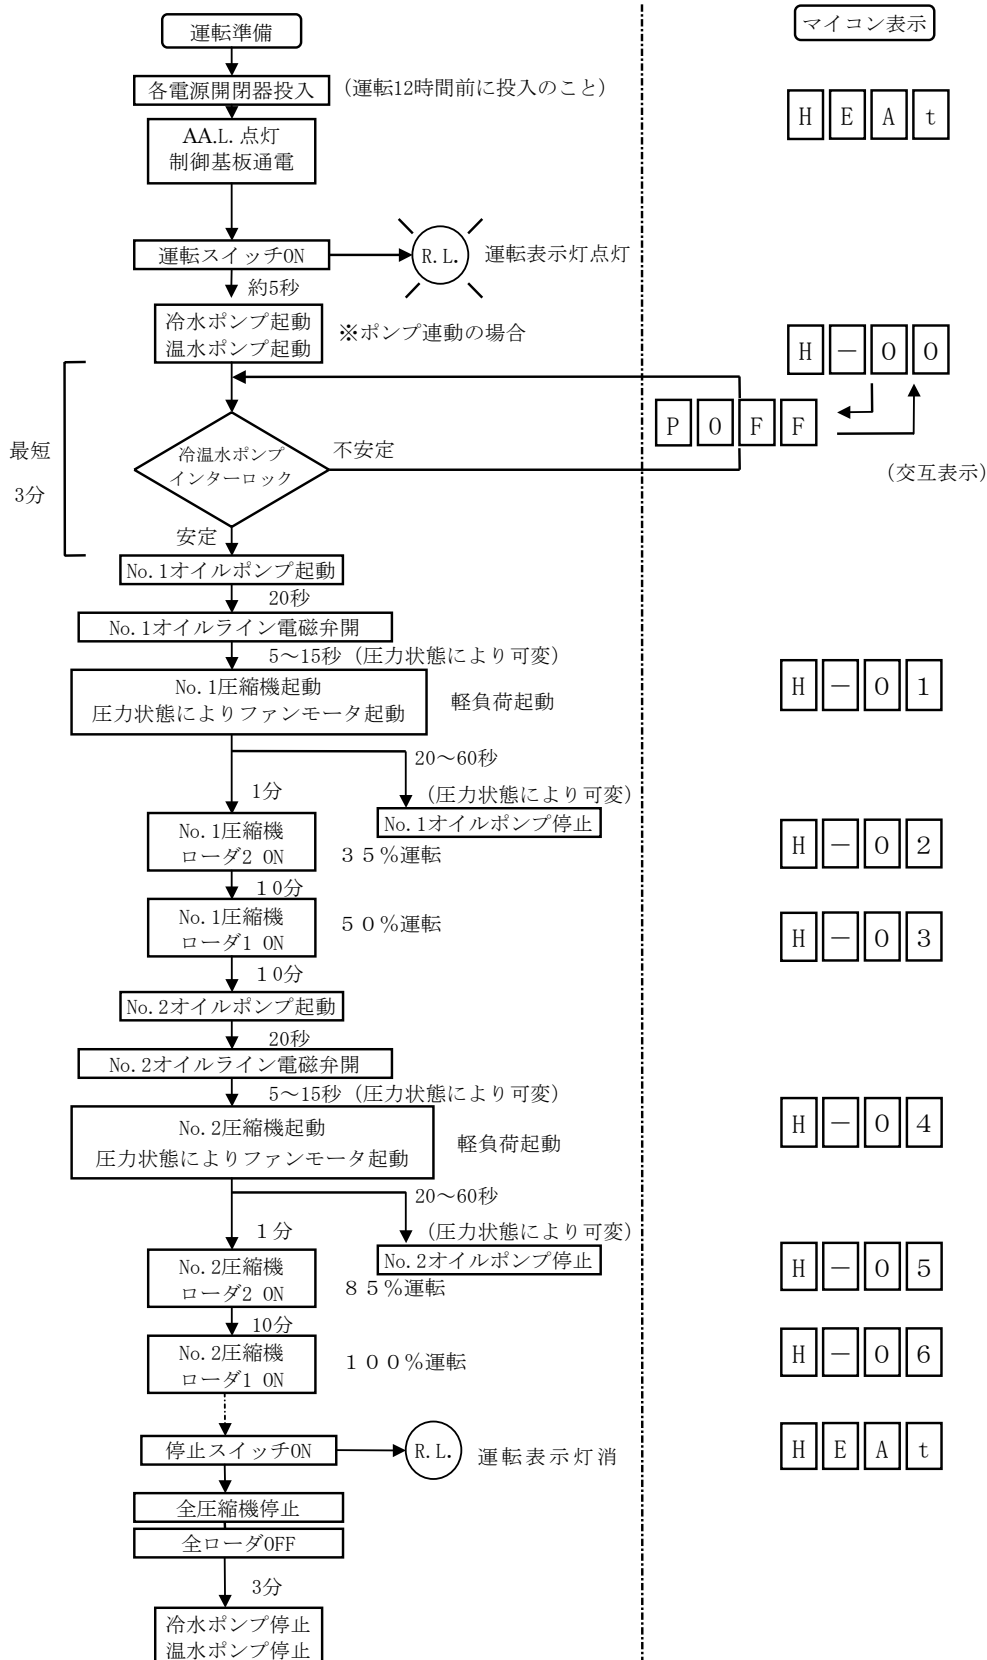 運転準備
マイコン表示
各電源開閉器投入
(運転12時間前に投入のこと)
H E A t
AA.L. 点灯
制御基板通電
運転スイッチON
R.L.
運転表示灯点灯
約5秒
冷水ポンプ起動
温水ポンプ起動
※ポンプ連動の場合
H － 0 0
P O F F
(交互表示)
最短
3分
冷温水ポンプ
インターロック
不安定
安定
No.1オイルポンプ起動
20秒
No.1オイルライン電磁弁開
5～15秒 (圧力状態により可変)
No.1圧縮機起動
圧力状態によりファンモータ起動
軽負荷起動
H － 0 1
20～60秒
(圧力状態により可変)
1分
No.1オイルポンプ停止
No.1圧縮機
ローダ2 ON
３５％運転
H － 0 2
10分
No.1圧縮機
ローダ1 ON
５０％運転
H － 0 3
10分
No.2オイルポンプ起動
20秒
No.2オイルライン電磁弁開
5～15秒 (圧力状態により可変)
No.2圧縮機起動
圧力状態によりファンモータ起動
軽負荷起動
H － 0 4
20～60秒
(圧力状態により可変)
1分
No.2オイルポンプ停止
No.2圧縮機
ローダ2 ON
８５％運転
H － 0 5
10分
No.2圧縮機
ローダ1 ON
１００％運転
H － 0 6
停止スイッチON
R.L.
運転表示灯消
H E A t
全圧縮機停止
全ローダOFF
3分
冷水ポンプ停止
温水ポンプ停止